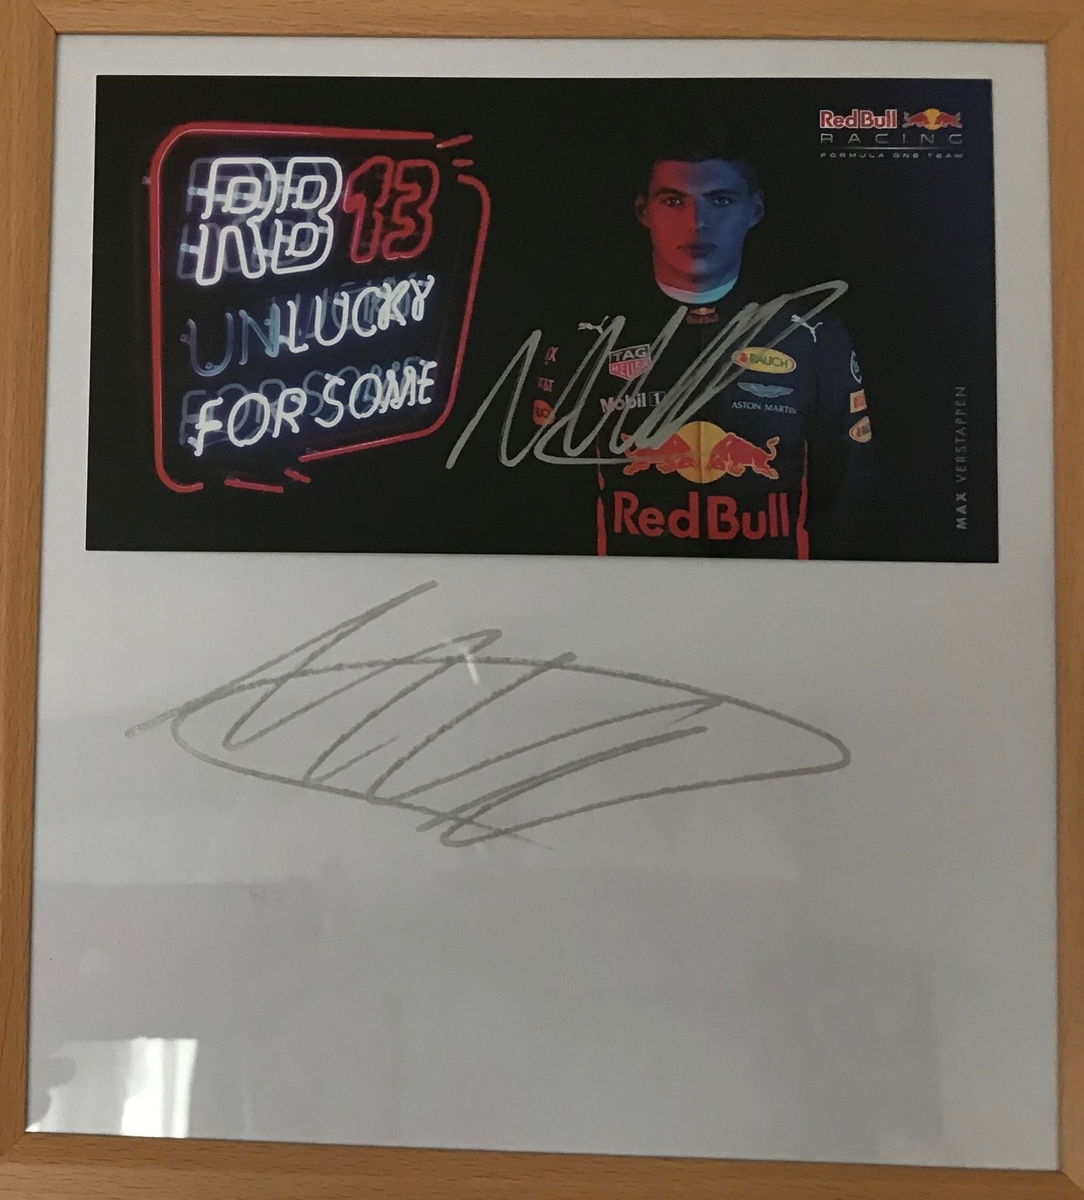 RB13
UNLUCKY
FOR SOME
Red Bull
RACING
FORMULA ONE TEAM
TAG
HEUER
RAUCH
Mobil 1
ASTON MARTIN
Red Bull
MAX VERSTAPPEN